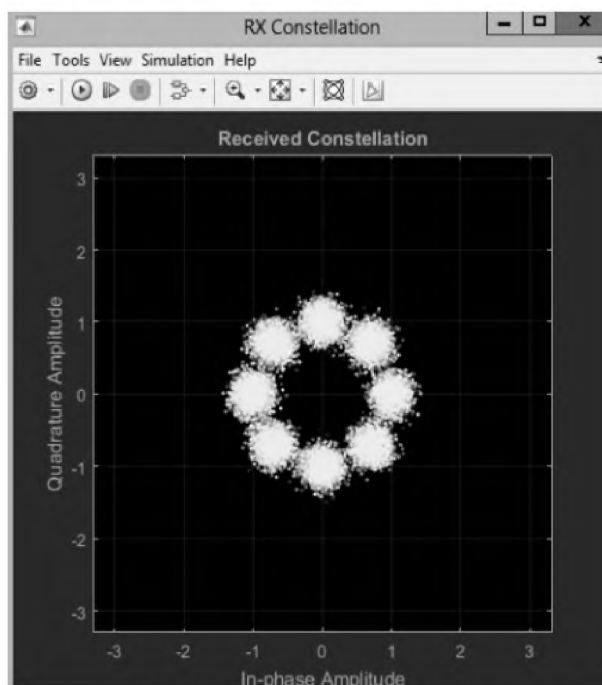 RX Constellation
File Tools View Simulation Help
Received Constellation
3
2
1
0
-1
-2
-3
Quadrature Amplitude
-3 -2 -1 0 1 2 3
In-phase Amplitude